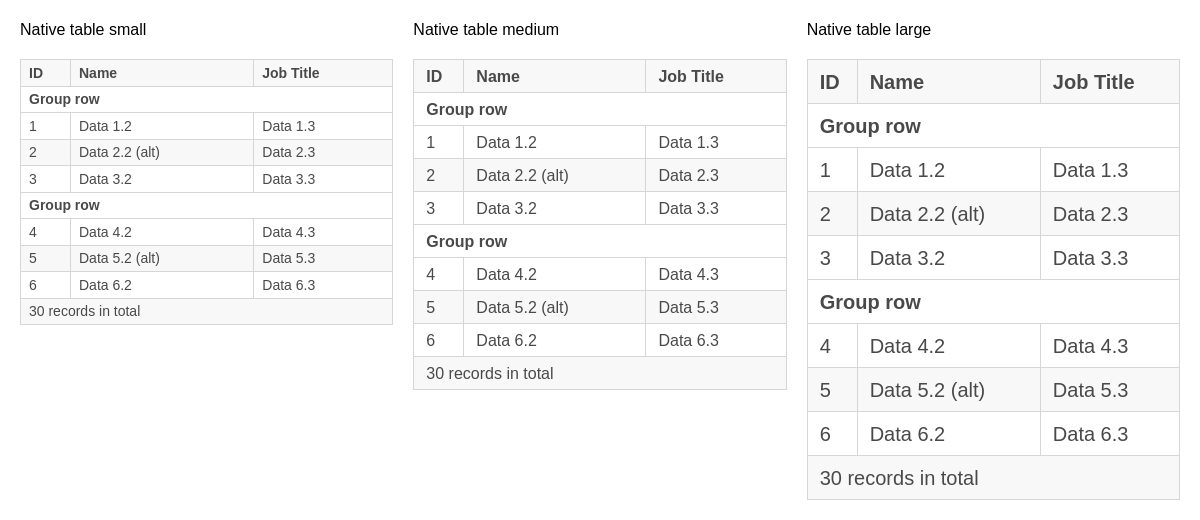 Native table small
ID Name Job Title
Group row
1 Data 1.2 Data 1.3
2 Data 2.2 (alt) Data 2.3
3 Data 3.2 Data 3.3
Group row
4 Data 4.2 Data 4.3
5 Data 5.2 (alt) Data 5.3
6 Data 6.2 Data 6.3
30 records in total
Native table medium
ID Name Job Title
Group row
1 Data 1.2 Data 1.3
2 Data 2.2 (alt) Data 2.3
3 Data 3.2 Data 3.3
Group row
4 Data 4.2 Data 4.3
5 Data 5.2 (alt) Data 5.3
6 Data 6.2 Data 6.3
30 records in total
Native table large
ID Name Job Title
Group row
1 Data 1.2 Data 1.3
2 Data 2.2 (alt) Data 2.3
3 Data 3.2 Data 3.3
Group row
4 Data 4.2 Data 4.3
5 Data 5.2 (alt) Data 5.3
6 Data 6.2 Data 6.3
30 records in total